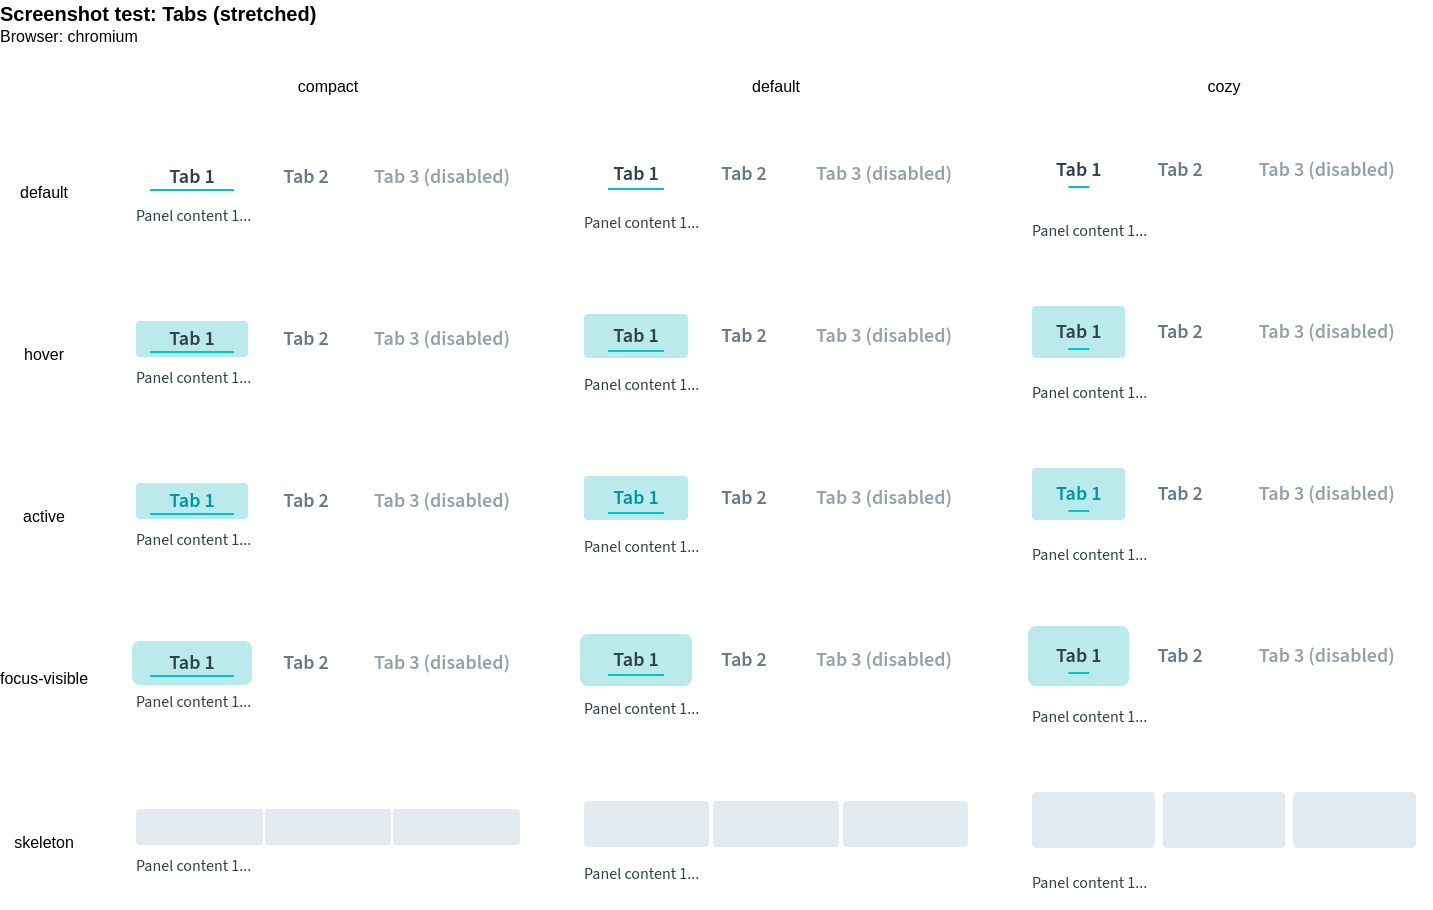 Screenshot test: Tabs (stretched)
Browser: chromium
compact default cozy
default
Tab 1 Tab 2 Tab 3 (disabled)
Panel content 1...
Tab 1 Tab 2 Tab 3 (disabled)
Panel content 1...
Tab 1 Tab 2 Tab 3 (disabled)
Panel content 1...
hover
Tab 1 Tab 2 Tab 3 (disabled)
Panel content 1...
Tab 1 Tab 2 Tab 3 (disabled)
Panel content 1...
Tab 1 Tab 2 Tab 3 (disabled)
Panel content 1...
active
Tab 1 Tab 2 Tab 3 (disabled)
Panel content 1...
Tab 1 Tab 2 Tab 3 (disabled)
Panel content 1...
Tab 1 Tab 2 Tab 3 (disabled)
Panel content 1...
focus-visible
Tab 1 Tab 2 Tab 3 (disabled)
Panel content 1...
Tab 1 Tab 2 Tab 3 (disabled)
Panel content 1...
Tab 1 Tab 2 Tab 3 (disabled)
Panel content 1...
skeleton
Panel content 1...
Panel content 1...
Panel content 1...